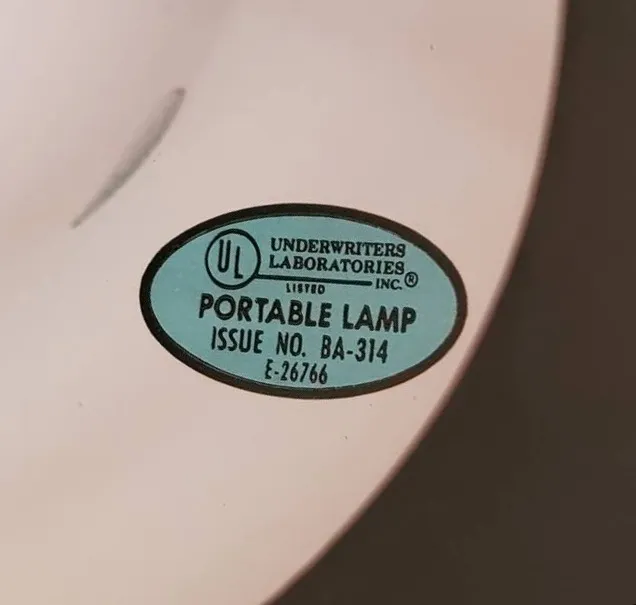 UL UNDERWRITERS
LABORATORIES
INC.®
LISTED
PORTABLE LAMP
ISSUE NO. BA-314
E-26766